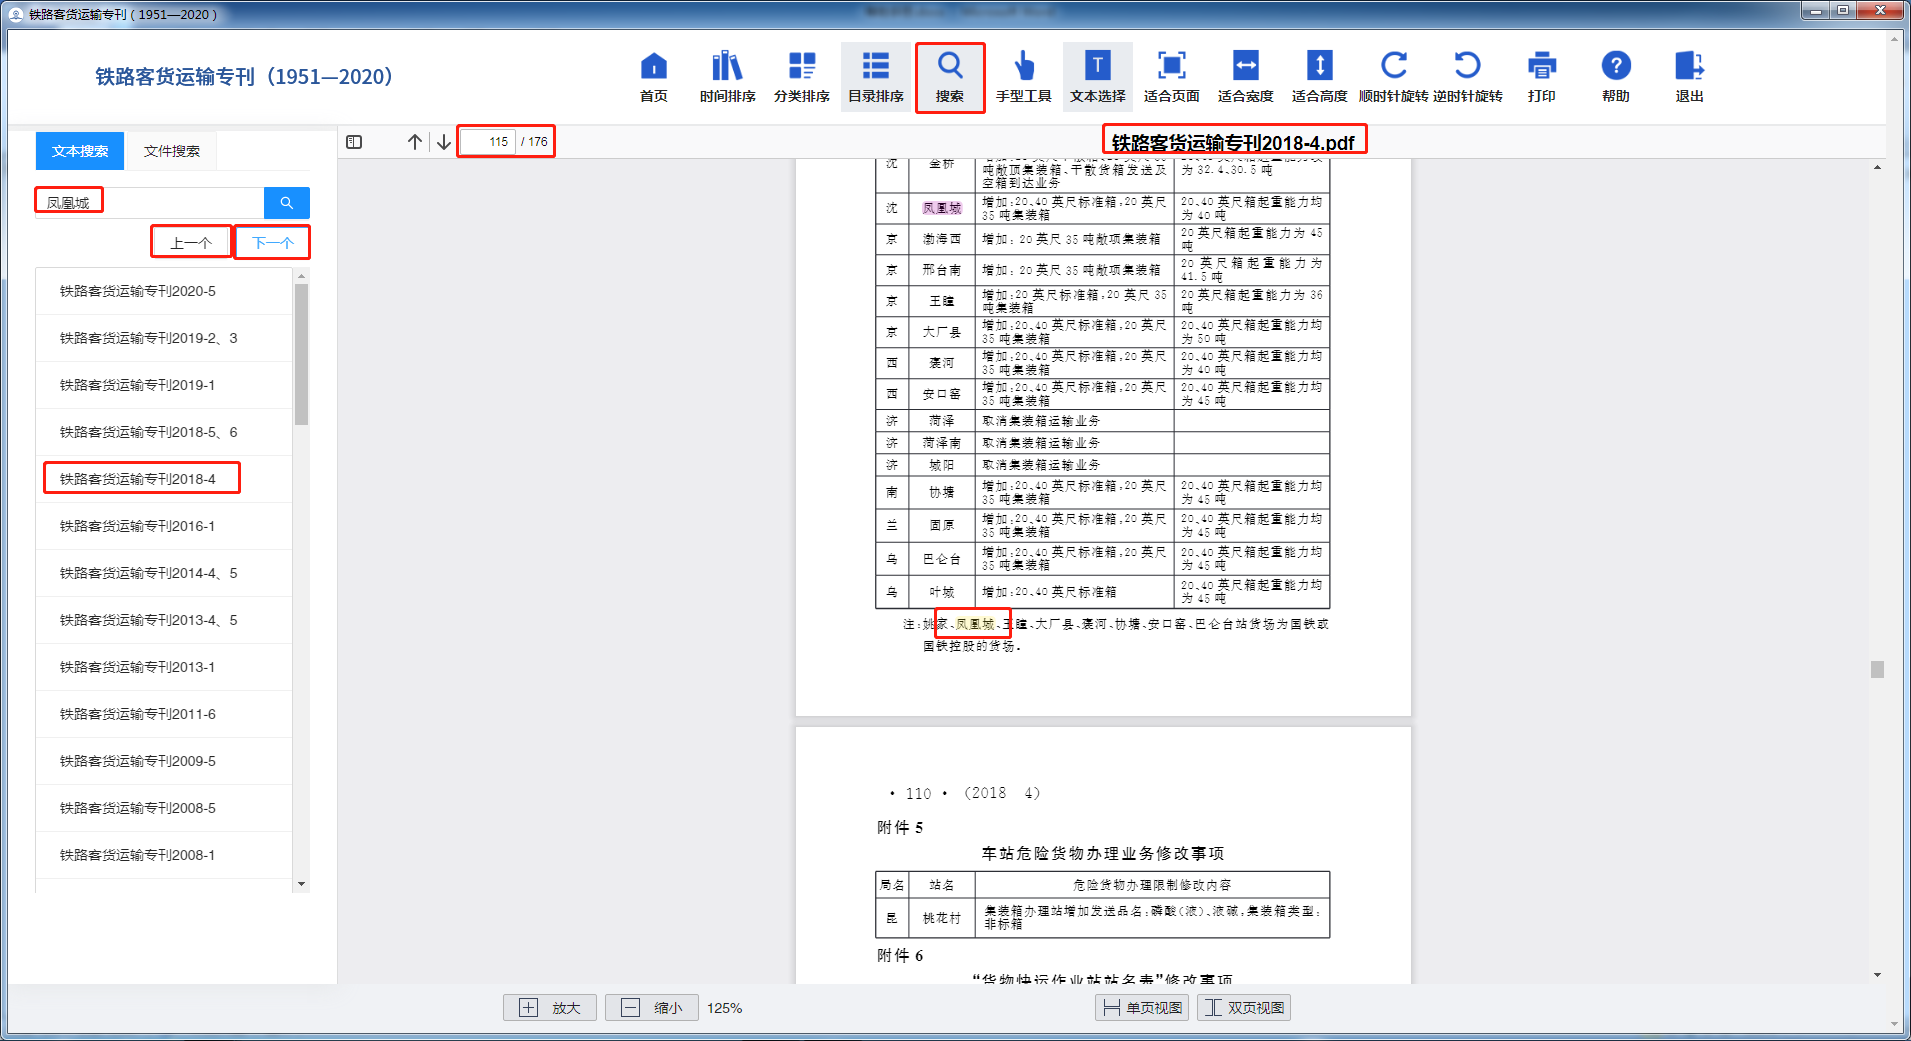 铁路客货运输专刊（1951—2020）
铁路客货运输专刊（1951—2020）
首页 时间排序 分类排序 目录排序 搜索 手型工具 文本选择 适合页面 适合宽度 适合高度 顺时针旋转 逆时针旋转 打印 帮助 退出
文本搜索 文件搜索
115 / 176
铁路客货运输专刊2018-4.pdf
凤凰城
上一个 下一个
铁路客货运输专刊2020-5
铁路客货运输专刊2019-2、3
铁路客货运输专刊2019-1
铁路客货运输专刊2018-5、6
铁路客货运输专刊2018-4
铁路客货运输专刊2016-1
铁路客货运输专刊2014-4、5
铁路客货运输专刊2013-4、5
铁路客货运输专刊2013-1
铁路客货运输专刊2011-6
铁路客货运输专刊2009-5
铁路客货运输专刊2008-5
铁路客货运输专刊2008-1
吨敞顶集装箱、干散货箱发送及 为 32.4、30.5 吨
空箱到达业务
沈 凤凰城 增加:20、40 英尺标准箱,20 英尺 20、40 英尺箱起重能力均
35 吨集装箱 为 40 吨
京 渤海西 增加: 20 英尺 35 吨敞顶集装箱 20 英尺箱起重能力为 45
吨
京 邢台南 增加: 20 英尺 35 吨敞顶集装箱 20 英尺箱起重能力为
41.5 吨
京 王瞳 增加:20 英尺标准箱,20 英尺 35 20 英尺箱起重能力为 36
吨集装箱 吨
京 大厂县 增加:20、40 英尺标准箱,20 英尺 20、40 英尺箱起重能力均
35 吨集装箱 为 50 吨
西 褒河 增加:20、40 英尺标准箱,20 英尺 20、40 英尺箱起重能力均
35 吨集装箱 为 40 吨
西 安口窑 增加:20、40 英尺标准箱,20 英尺 20、40 英尺箱起重能力均
35 吨集装箱 为 45 吨
济 菏泽 取消集装箱运输业务
济 菏泽南 取消集装箱运输业务
济 城阳 取消集装箱运输业务
南 协塘 增加:20、40 英尺标准箱,20 英尺 20、40 英尺箱起重能力均
35 吨集装箱 为 45 吨
兰 固原 增加:20、40 英尺标准箱,20 英尺 20、40 英尺箱起重能力均
35 吨集装箱 为 45 吨
乌 巴仑台 增加:20、40 英尺标准箱,20 英尺 20、40 英尺箱起重能力均
35 吨集装箱 为 45 吨
乌 叶城 增加:20、40 英尺标准箱 20、40 英尺箱起重能力均
为 45 吨
注:姚家、凤凰城、王瞳、大厂县、褒河、协塘、安口窑、巴仑台站货场为国铁或
国铁控股的货场.
• 110 • (2018 4)
附件 5
车站危险货物办理业务修改事项
局名 站名 危险货物办理限制修改内容
昆 桃花村 集装箱办理站增加发送品名:磷酸(液)、液碱;集装箱类型:
非标箱
附件 6
“货物快运作业站站名表”修改事项
放大 缩小 125% 单页视图 双页视图